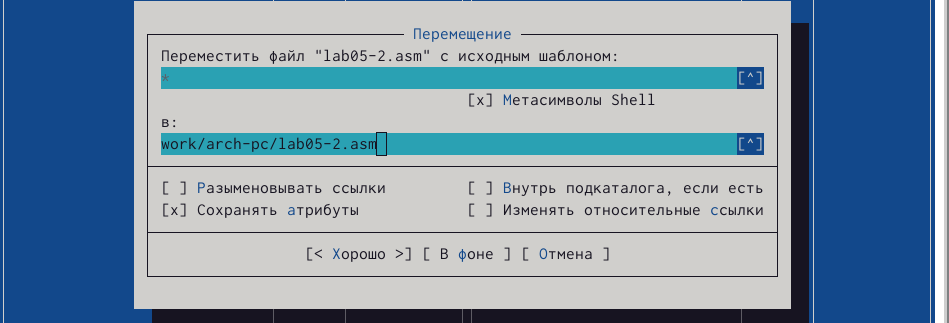 Перемещение
Переместить файл "lab05-2.asm" с исходным шаблоном:
* [^]
[x] Метасимволы Shell
в:
work/arch-pc/lab05-2.asm [^]
[ ] Разыменовывать ссылки [ ] Внутрь подкаталога, если есть
[x] Сохранять атрибуты [ ] Изменять относительные ссылки
[< Хорошо >] [ В фоне ] [ Отмена ]